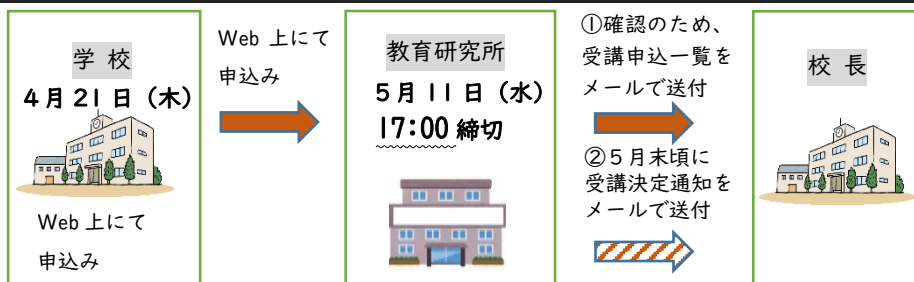 学 校
4月21日（木）
Web 上にて
申込み
Web 上にて
申込み
教育研究所
5月11日（水）
17:00 締切
①確認のため、
受講申込一覧を
メールで送付
②５月末頃に
受講決定通知を
メールで送付
校 長